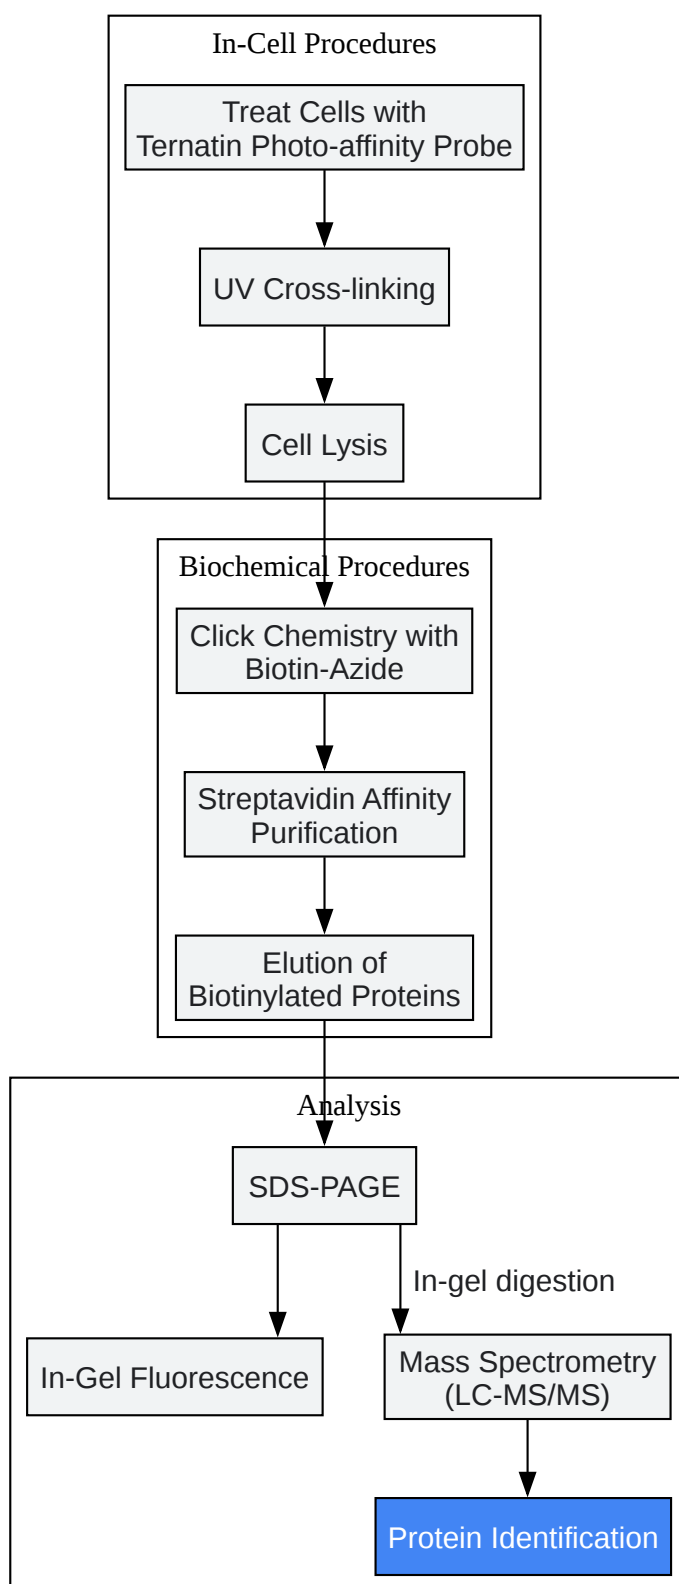 In-Cell Procedures
Treat Cells with
Ternatin Photo-affinity Probe
UV Cross-linking
Cell Lysis
Biochemical Procedures
Click Chemistry with
Biotin-Azide
Streptavidin Affinity
Purification
Elution of
Biotinylated Proteins
Analysis
SDS-PAGE
In-gel digestion
In-Gel Fluorescence
Mass Spectrometry
(LC-MS/MS)
Protein Identification